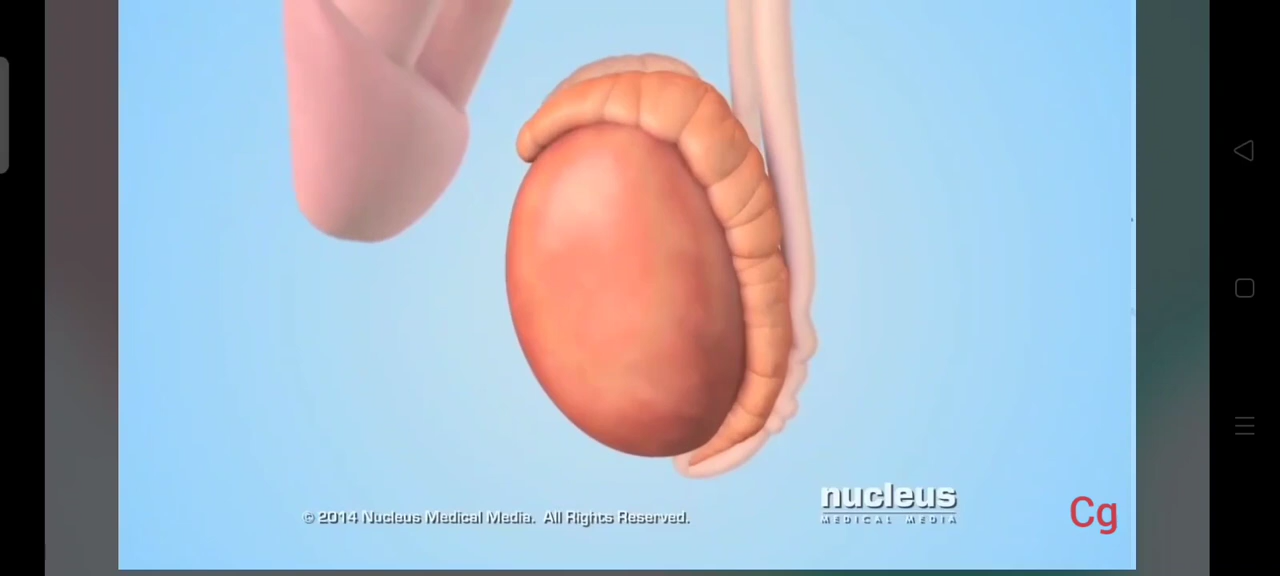 nucleus
MEDICAL MEDIA
© 2014 Nucleus Medical Media. All Rights Reserved.
Cg